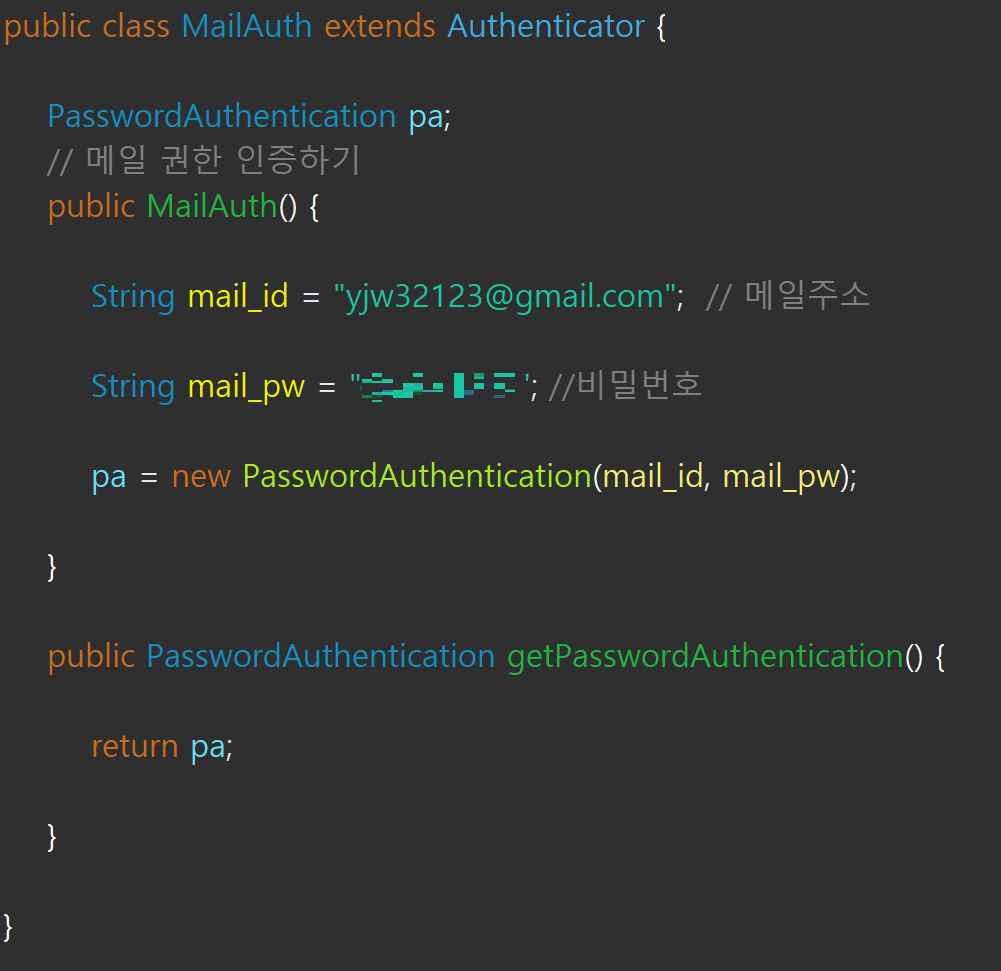 public class MailAuth extends Authenticator {
PasswordAuthentication pa;
// 메일 권한 인증하기
public MailAuth() {
String mail_id = "yjw32123@gmail.com"; // 메일주소
String mail_pw = " '; //비밀번호
pa = new PasswordAuthentication(mail_id, mail_pw);
}
public PasswordAuthentication getPasswordAuthentication() {
return pa;
}
}